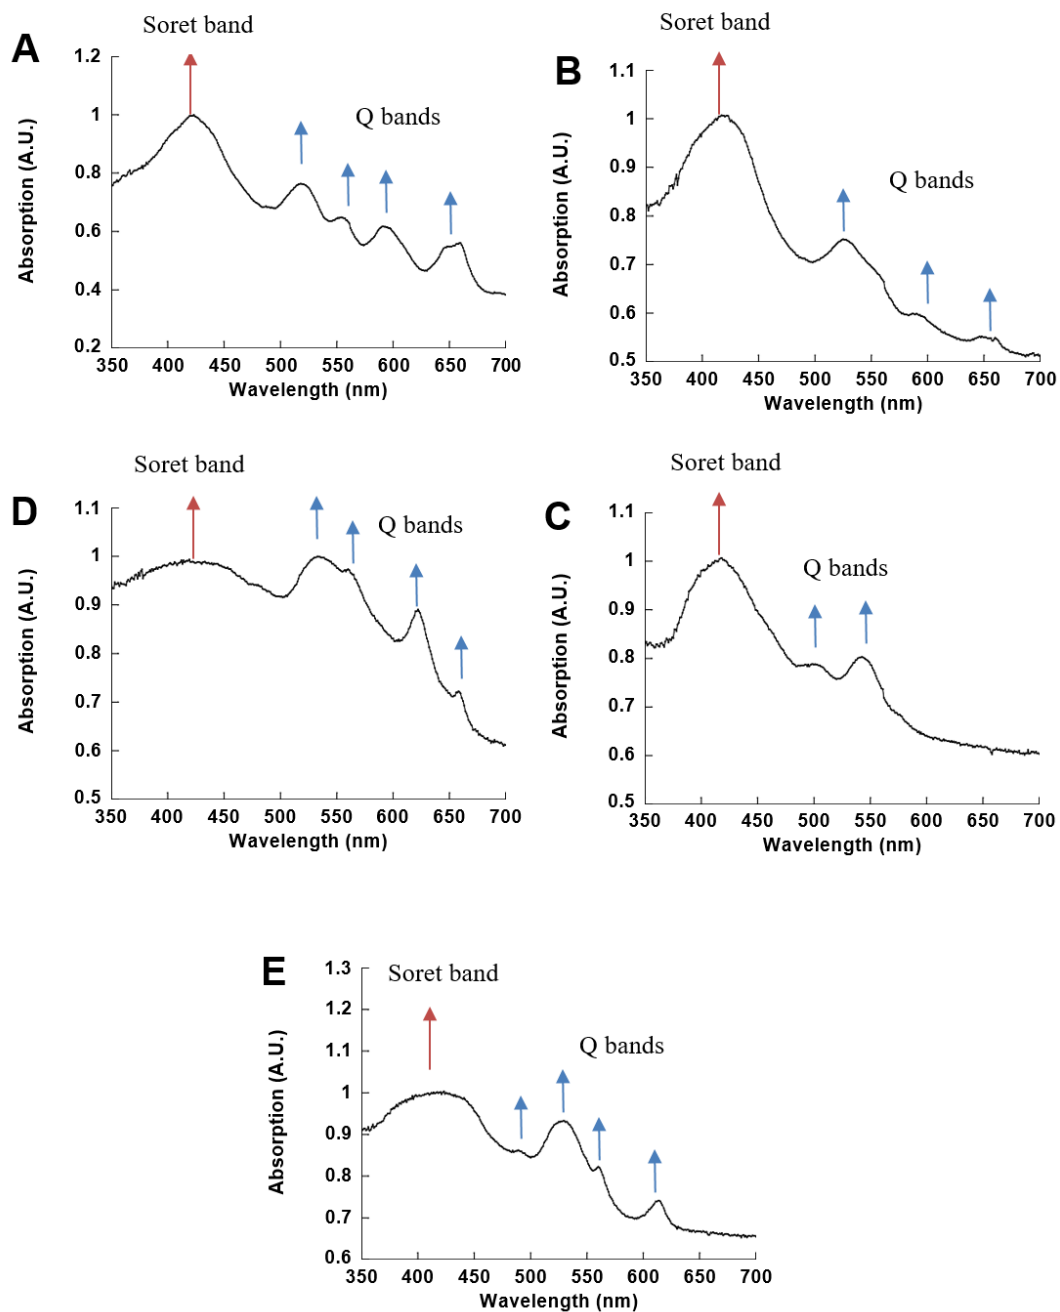 A
Soret band
1.2
1
0.8
0.6
0.4
0.2
Q bands
Absorption (A.U.)
350 400 450 500 550 600 650 700
Wavelength (nm)
B
Soret band
1.1
1
0.9
0.8
0.7
0.6
0.5
Q bands
Absorption (A.U.)
350 400 450 500 550 600 650 700
Wavelength (nm)
D
Soret band
1.1
1
0.9
0.8
0.7
0.6
0.5
Q bands
Absorption (A.U.)
350 400 450 500 550 600 650 700
Wavelength (nm)
C
Soret band
1.1
1
0.9
0.8
0.7
0.6
0.5
Q bands
Absorption (A.U.)
350 400 450 500 550 600 650 700
Wavelength (nm)
E
Soret band
1.3
1.2
1.1
1
0.9
0.8
0.7
0.6
Q bands
Absorption (A.U.)
350 400 450 500 550 600 650 700
Wavelength (nm)